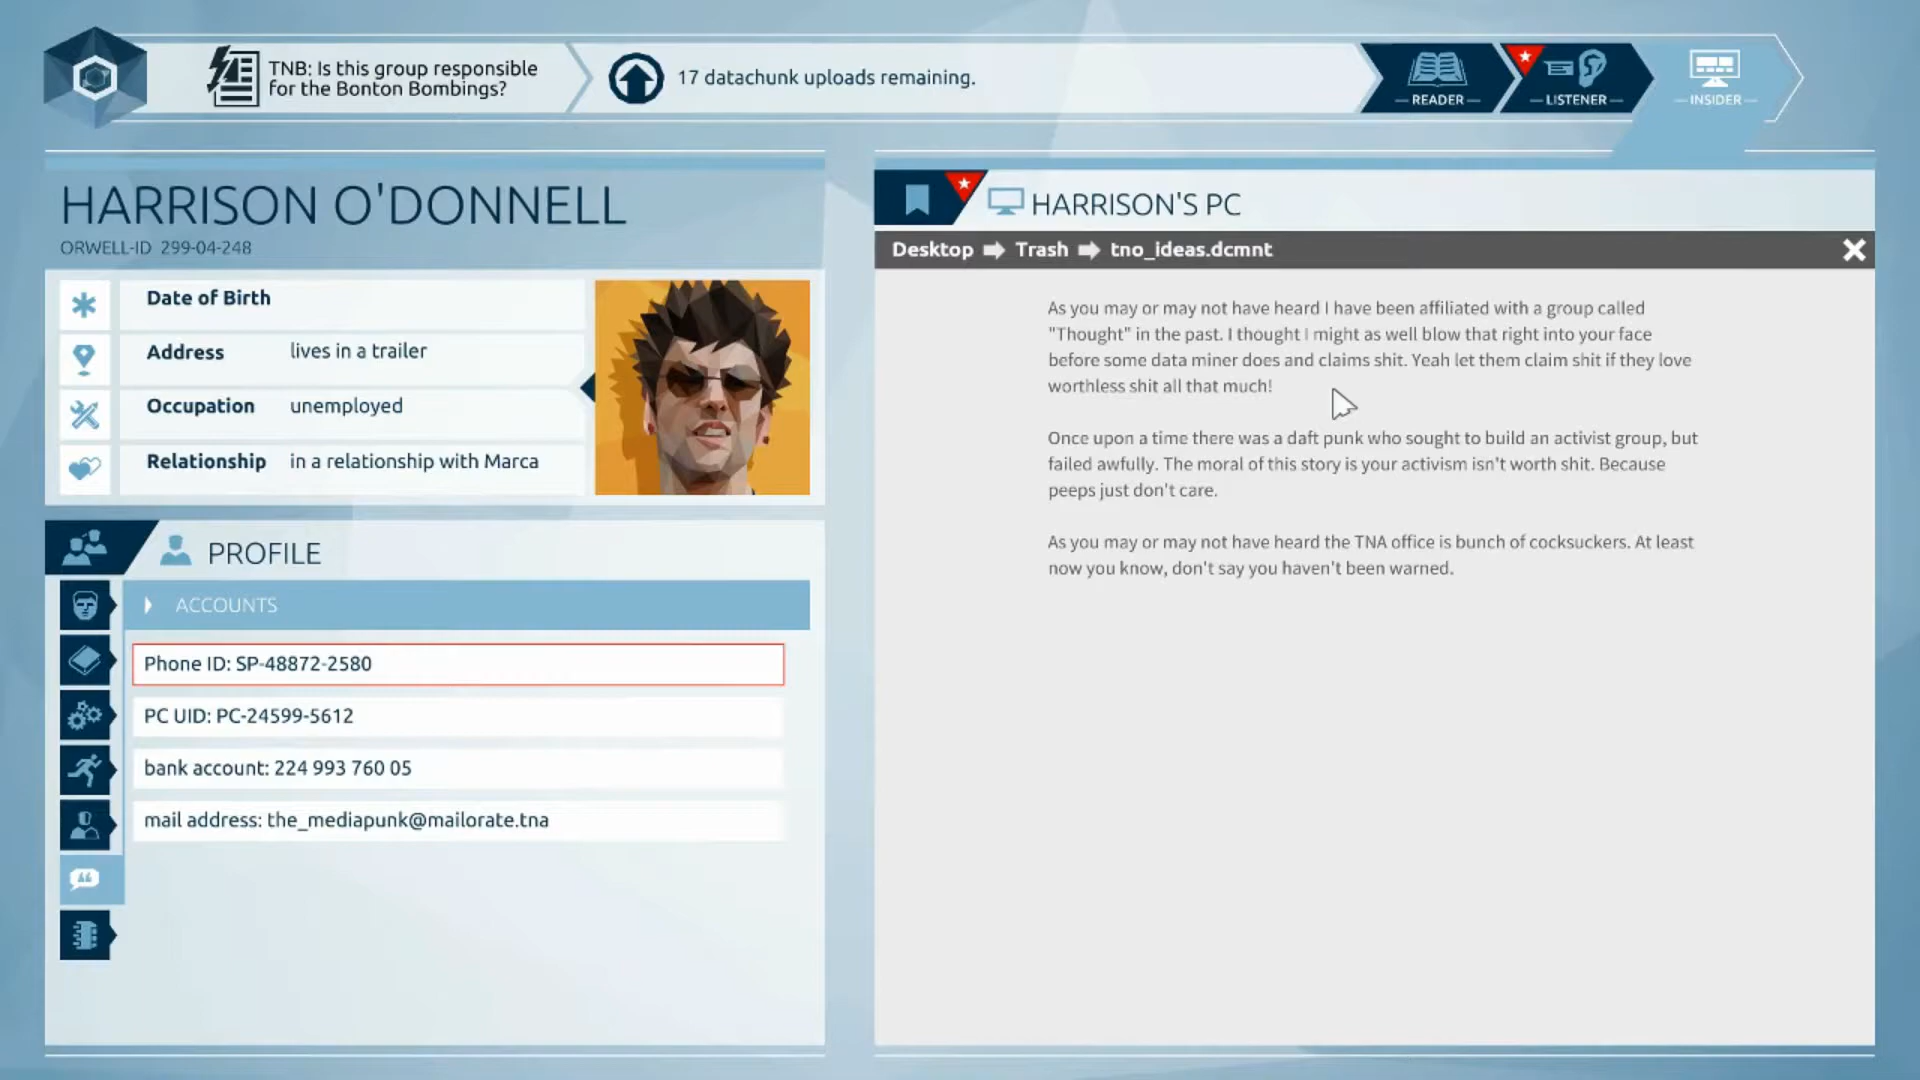 TNB: Is this group responsible
for the Bonton Bombings?
17 datachunk uploads remaining.
READER
LISTENER
INSIDER
HARRISON O'DONNELL
ORWELL-ID 299-04-248
Date of Birth
Address lives in a trailer
Occupation unemployed
Relationship in a relationship with Marca
PROFILE
ACCOUNTS
Phone ID: SP-48872-2580
PC UID: PC-24599-5612
bank account: 224 993 760 05
mail address: the_mediapunk@mailorate.tna
HARRISON'S PC
Desktop Trash tno_ideas.dcmnt
As you may or may not have heard I have been affiliated with a group called
"Thought" in the past. I thought I might as well blow that right into your face
before some data miner does and claims shit. Yeah let them claim shit if they love
worthless shit all that much!
Once upon a time there was a daft punk who sought to build an activist group, but
failed awfully. The moral of this story is your activism isn't worth shit. Because
peeps just don't care.
As you may or may not have heard the TNA office is bunch of cocksuckers. At least
now you know, don't say you haven't been warned.